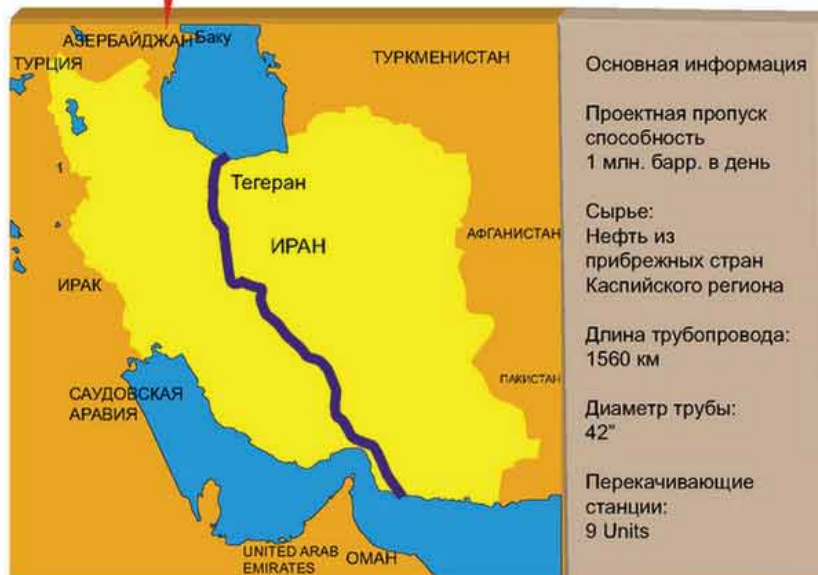 АЗЕРБАЙДЖАН
Баку
ТУРЦИЯ
ТУРКМЕНИСТАН
1
Тегеран
ИРАН
АФГАНИСТАН
ИРАК
ПАКИСТАН
САУДОВСКАЯ
АРАВИЯ
UNITED ARAB
EMIRATES
ОМАН
Основная информация
Проектная пропуск
способность
1 млн. барр. в день
Сырье:
Нефть из
прибрежных стран
Каспийского региона
Длина трубопровода:
1560 км
Диаметр трубы:
42"
Перекачивающие
станции:
9 Units